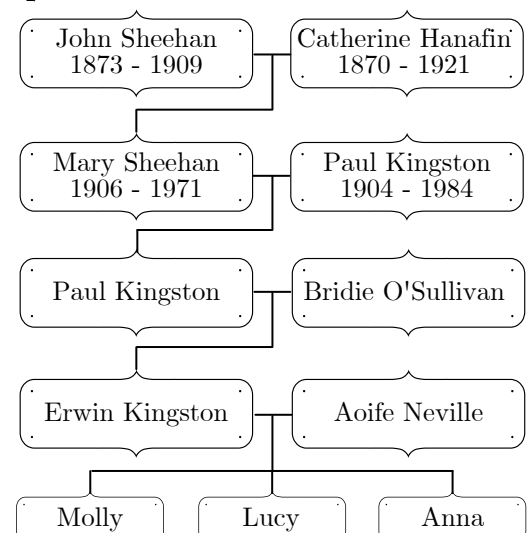 John Sheehan
1873 - 1909
Catherine Hanafin
1870 - 1921
Mary Sheehan
1906 - 1971
Paul Kingston
1904 - 1984
Paul Kingston
Bridie O'Sullivan
Erwin Kingston
Aoife Neville
Molly
Lucy
Anna